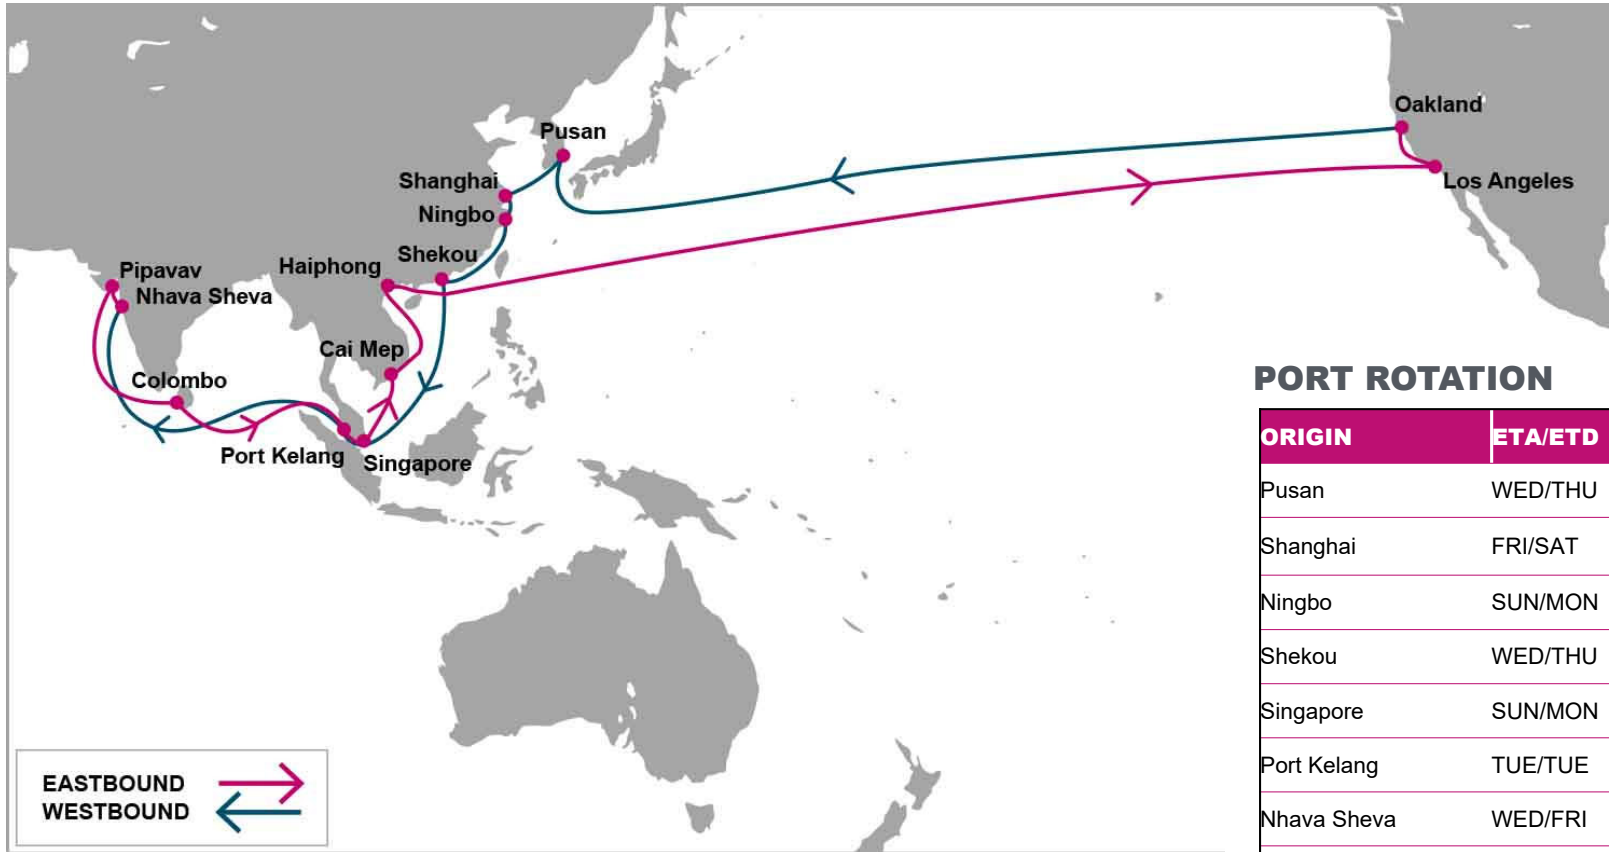 Oakland
Pusan
Shanghai
Los Angeles
Ningbo
Shekou
Haiphong
Pipavav
Nhava Sheva
Cai Mep
Colombo
Port Kelang
Singapore
EASTBOUND
WESTBOUND
PORT ROTATION
ORIGIN ETA/ETD
Pusan WED/THU
Shanghai FRI/SAT
Ningbo SUN/MON
Shekou WED/THU
Singapore SUN/MON
Port Kelang TUE/TUE
Nhava Sheva WED/FRI